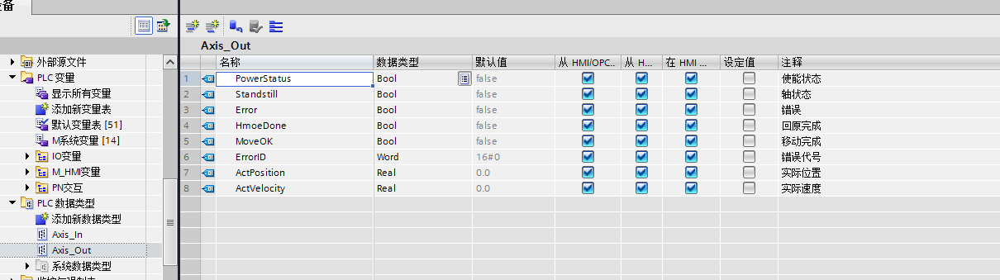 备
Axis_Out
名称 数据类型 默认值 从 HMI/OPC.. 从 H... 在 HMI ... 设定值 注释
1 PowerStatus Bool false 使能状态
2 Standstill Bool false 轴状态
3 Error Bool false 错误
4 HmoeDone Bool false 回原完成
5 MoveOK Bool false 移动完成
6 ErrorID Word 16#0 错误代号
7 ActPosition Real 0.0 实际位置
8 ActVelocity Real 0.0 实际速度
外部源文件
PLC 变量
显示所有变量
添加新变量表
默认变量表 [51]
M系统变量 [14]
IO变量
M_HMI变量
PN交互
PLC 数据类型
添加新数据类型
Axis_In
Axis_Out
系统数据类型